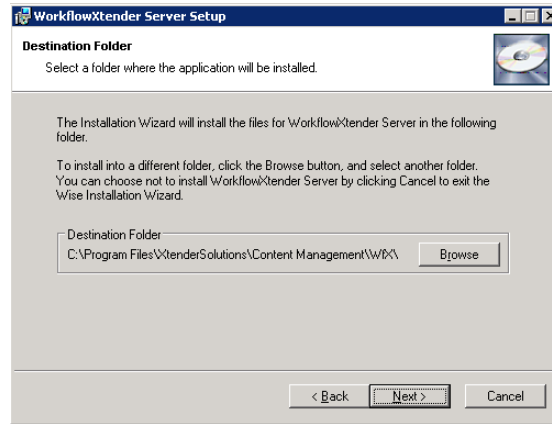 WorkflowXtender Server Setup
Destination Folder
Select a folder where the application will be installed.
The Installation Wizard will install the files for WorkflowXtender Server in the following
folder.
To install into a different folder, click the Browse button, and select another folder.
You can choose not to install WorkflowXtender Server by clicking Cancel to exit the
Wise Installation Wizard.
Destination Folder
C:\Program Files\XtenderSolutions\Content Management\WfX\
Browse
< Back
Next >
Cancel